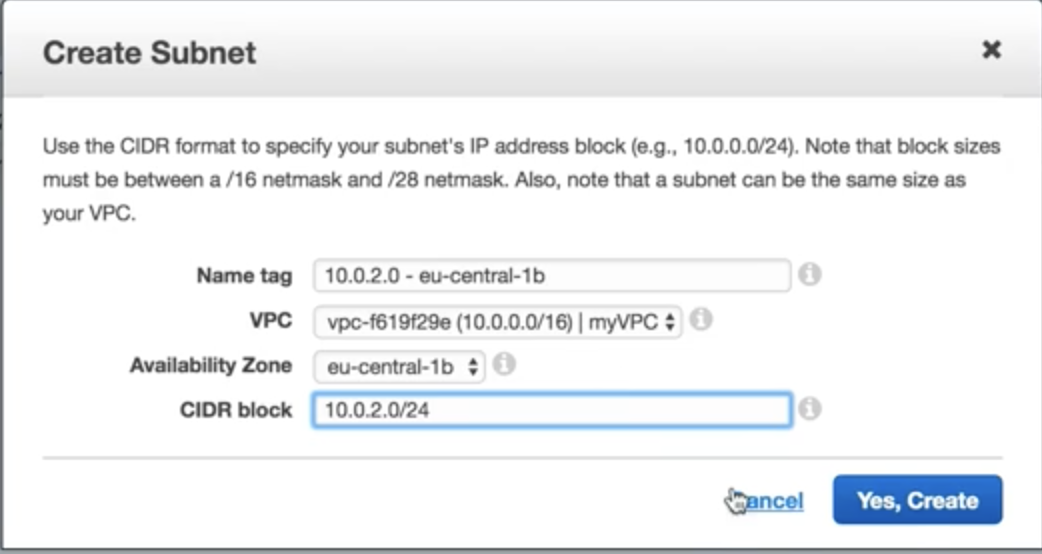 Create Subnet
Use the CIDR format to specify your subnet's IP address block (e.g., 10.0.0.0/24). Note that block sizes
must be between a /16 netmask and /28 netmask. Also, note that a subnet can be the same size as
your VPC.
Name tag 10.0.2.0 - eu-central-1b
VPC vpc-f619f29e (10.0.0.0/16) | myVPC
Availability Zone eu-central-1b
CIDR block 10.0.2.0/24
Cancel Yes, Create